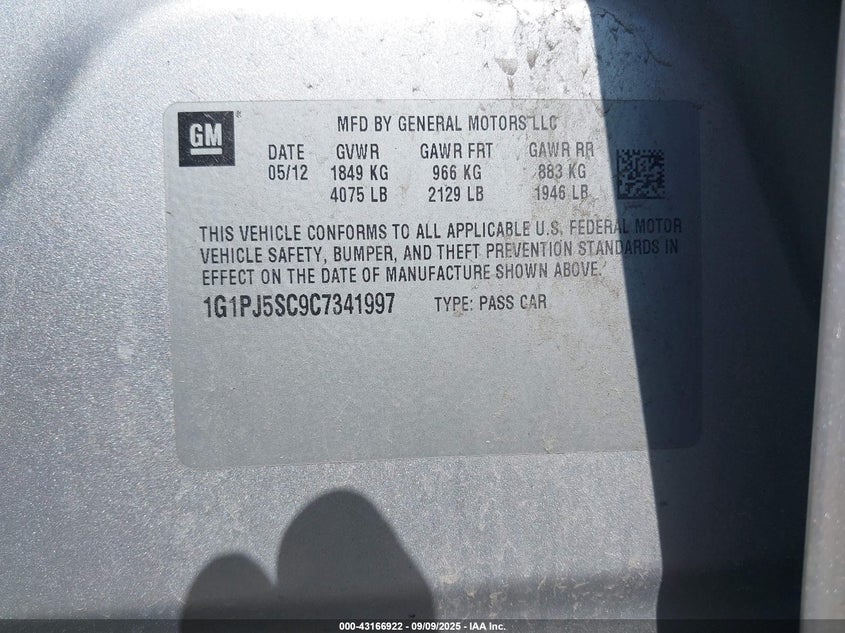 GM
MFD BY GENERAL MOTORS LLC
DATE GVWR GAWR FRT GAWR RR
05/12 1849 KG 966 KG 883 KG
4075 LB 2129 LB 1946 LB
THIS VEHICLE CONFORMS TO ALL APPLICABLE U.S. FEDERAL MOTOR
VEHICLE SAFETY, BUMPER, AND THEFT PREVENTION STANDARDS IN
EFFECT ON THE DATE OF MANUFACTURE SHOWN ABOVE.
1G1PJ5SC9C7341997 TYPE: PASS CAR
000-43166922 - 09/09/2025 - IAA Inc.